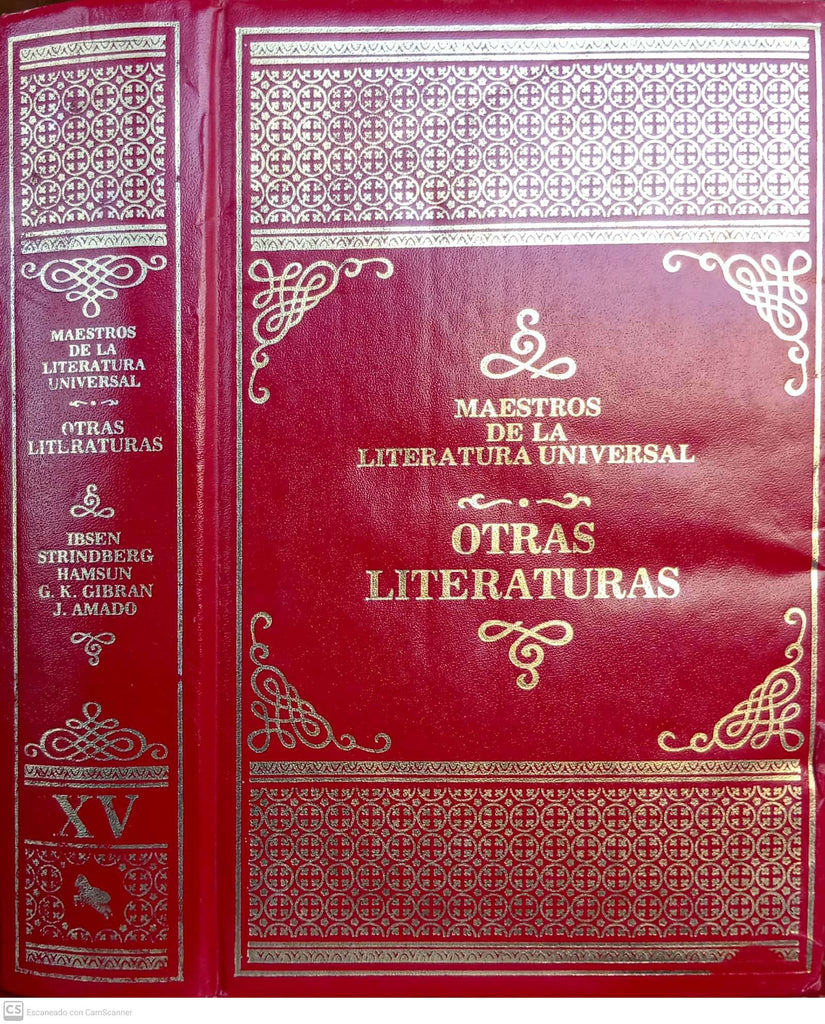 MAESTROS
DE LA
LITERATURA
UNIVERSAL
OTRAS
LITERATURAS
IBSEN
STRINDBERG
HAMSUN
G. K. GIBRAN
J. AMADO
XV
MAESTROS
DE LA
LITERATURA UNIVERSAL
OTRAS
LITERATURAS
CS Escaneado con CamScanner